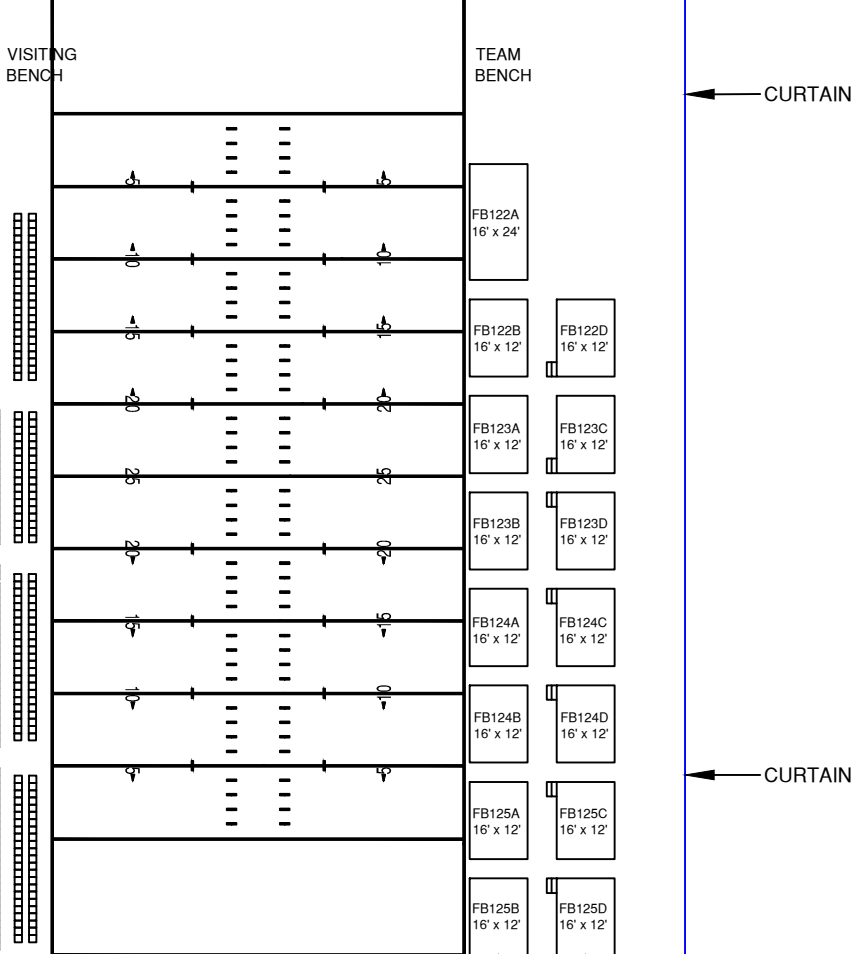 VISITING
BENCH
TEAM
BENCH
CURTAIN
5
5
FB122A
16' x 24'
10
10
15
15
FB122B
16' x 12'
FB122D
16' x 12'
20
20
FB123A
16' x 12'
FB123C
16' x 12'
25
25
FB123B
16' x 12'
FB123D
16' x 12'
20
20
15
15
FB124A
16' x 12'
FB124C
16' x 12'
10
10
FB124B
16' x 12'
FB124D
16' x 12'
5
5
CURTAIN
FB125A
16' x 12'
FB125C
16' x 12'
FB125B
16' x 12'
FB125D
16' x 12'